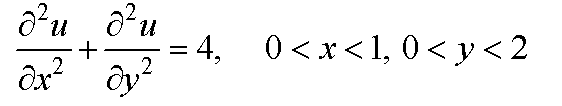 ∂²u/∂x² + ∂²u/∂y² = 4, 0 < x < 1, 0 < y < 2